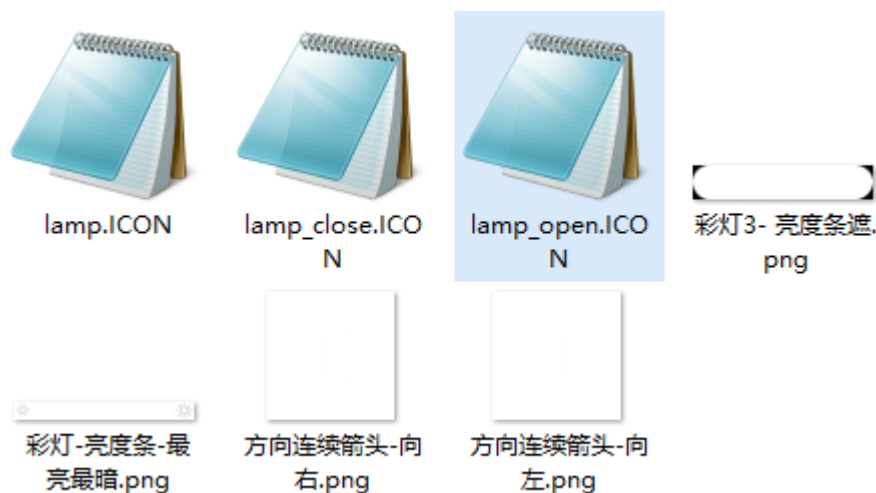 lamp.ICON
lamp_close.ICO
N
lamp_open.ICO
N
彩灯3- 亮度条遮.
png
彩灯-亮度条-最
亮最暗.png
方向连续箭头-向
右.png
方向连续箭头-向
左.png